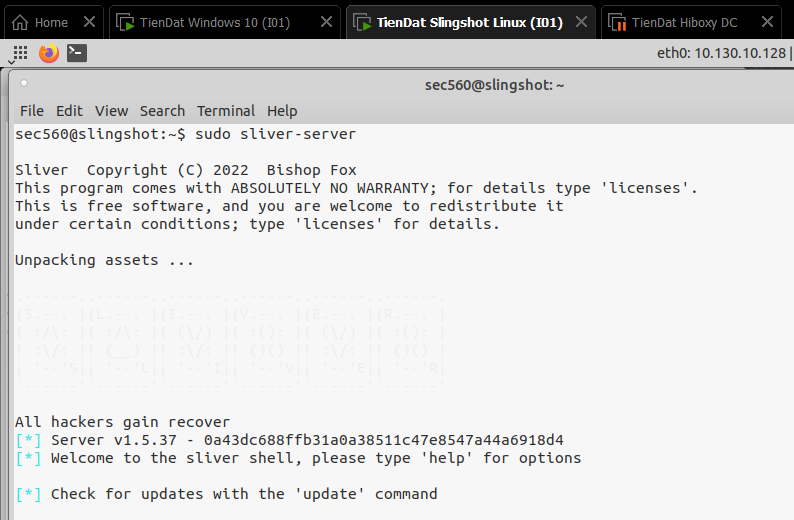 Home
TienDat Windows 10 (I01)
TienDat Slingshot Linux (I01)
TienDat Hiboxy DC
eth0: 10.130.10.128
sec560@slingshot: ~
File Edit View Search Terminal Help
sec560@slingshot:~$ sudo sliver-server
Sliver  Copyright (C) 2022  Bishop Fox
This program comes with ABSOLUTELY NO WARRANTY; for details type 'licenses'.
This is free software, and you are welcome to redistribute it
under certain conditions; type 'licenses' for details.
Unpacking assets ...
.------..------..------..------..------..------.
|S.--. ||L.--. ||I.--. ||V.--. ||E.--. ||R.--. |
| :/\: || :/\: || (\/) || :(): || (\/) || :(): |
| :\/: || (__) || :\/: || ()() || :\/: || ()() |
| '--'S|| '--'L|| '--'I|| '--'V|| '--'E|| '--'R|
`------'`------'`------'`------'`------'`------'
All hackers gain recover
[*] Server v1.5.37 - 0a43dc688ffb31a0a38511c47e8547a44a6918d4
[*] Welcome to the sliver shell, please type 'help' for options
[*] Check for updates with the 'update' command